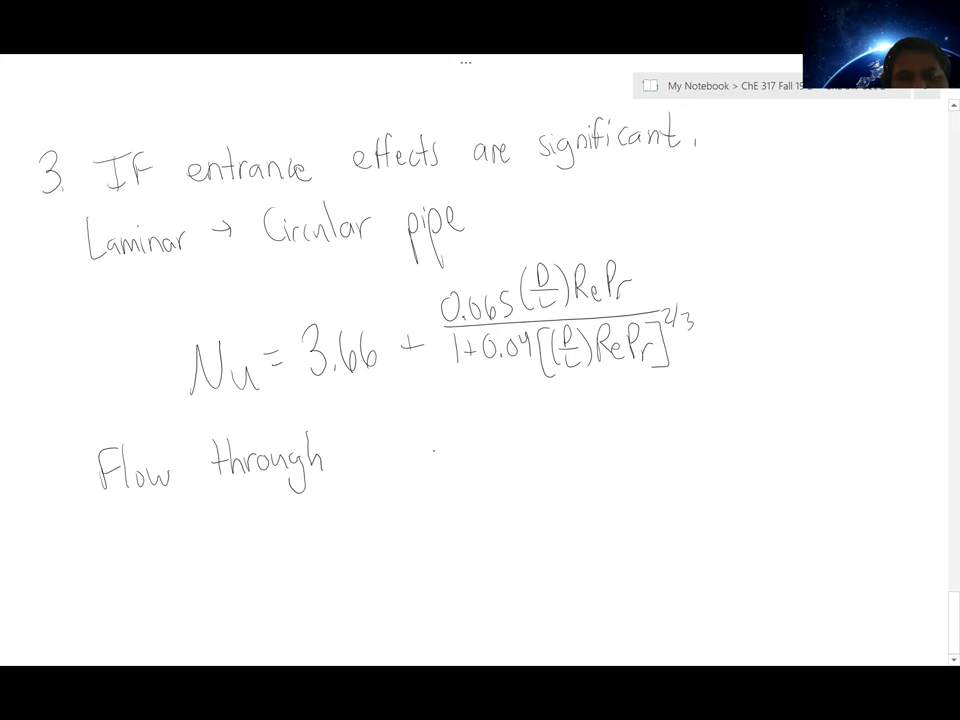 My Notebook > ChE 317 Fall 19
3. IF entrance effects are significant.
Laminar → Circular pipe
Nu = 3.66 + 0.065(D/L)RePr / 1+0.04[(D/L)RePr]^2/3
Flow through